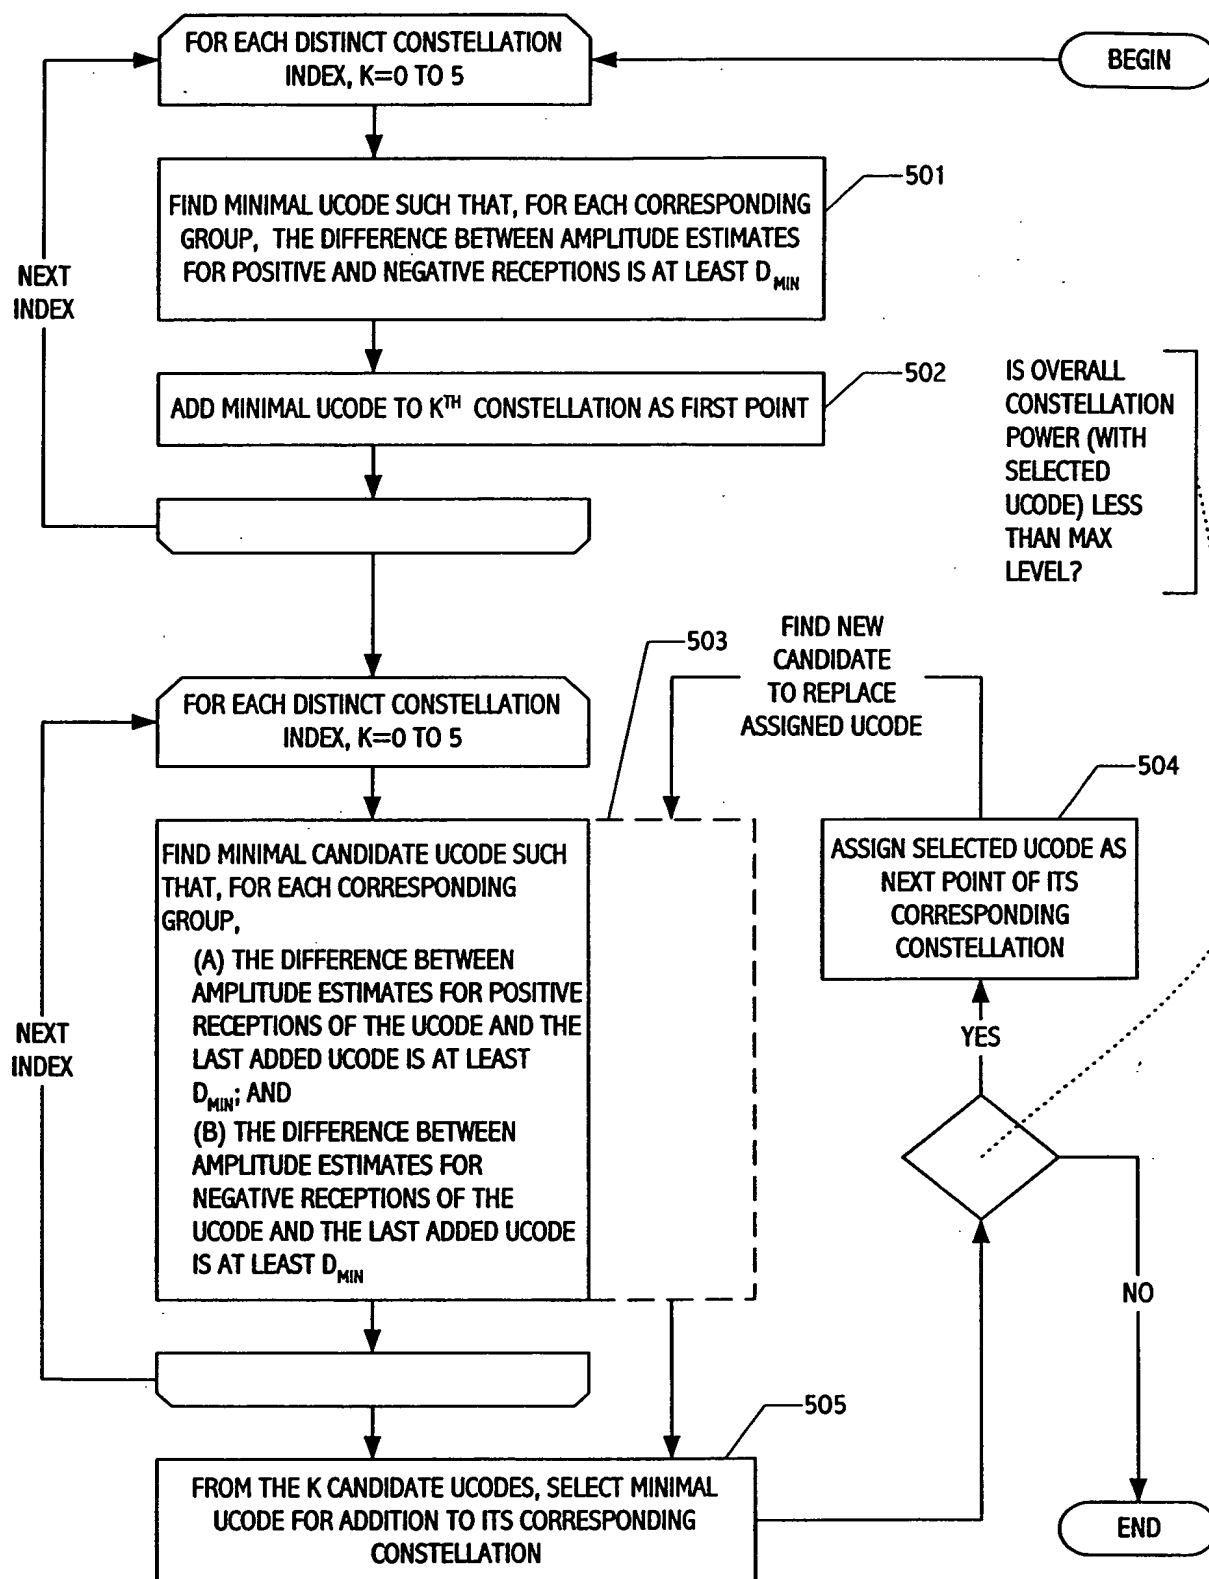 FOR EACH DISTINCT CONSTELLATION
INDEX, K=0 TO 5
BEGIN
501
FIND MINIMAL UCODE SUCH THAT, FOR EACH CORRESPONDING
GROUP, THE DIFFERENCE BETWEEN AMPLITUDE ESTIMATES
FOR POSITIVE AND NEGATIVE RECEPTIONS IS AT LEAST D_MIN
NEXT
INDEX
502
ADD MINIMAL UCODE TO K^TH CONSTELLATION AS FIRST POINT
IS OVERALL
CONSTELLATION
POWER (WITH
SELECTED
UCODE) LESS
THAN MAX
LEVEL?
503
FIND NEW
CANDIDATE
TO REPLACE
ASSIGNED UCODE
FOR EACH DISTINCT CONSTELLATION
INDEX, K=0 TO 5
504
FIND MINIMAL CANDIDATE UCODE SUCH
THAT, FOR EACH CORRESPONDING
GROUP,
(A) THE DIFFERENCE BETWEEN
AMPLITUDE ESTIMATES FOR POSITIVE
RECEPTIONS OF THE UCODE AND THE
LAST ADDED UCODE IS AT LEAST
D_MIN; AND
(B) THE DIFFERENCE BETWEEN
AMPLITUDE ESTIMATES FOR
NEGATIVE RECEPTIONS OF THE
UCODE AND THE LAST ADDED UCODE
IS AT LEAST D_MIN
ASSIGN SELECTED UCODE AS
NEXT POINT OF ITS
CORRESPONDING
CONSTELLATION
NEXT
INDEX
YES
NO
505
FROM THE K CANDIDATE UCODES, SELECT MINIMAL
UCODE FOR ADDITION TO ITS CORRESPONDING
CONSTELLATION
END